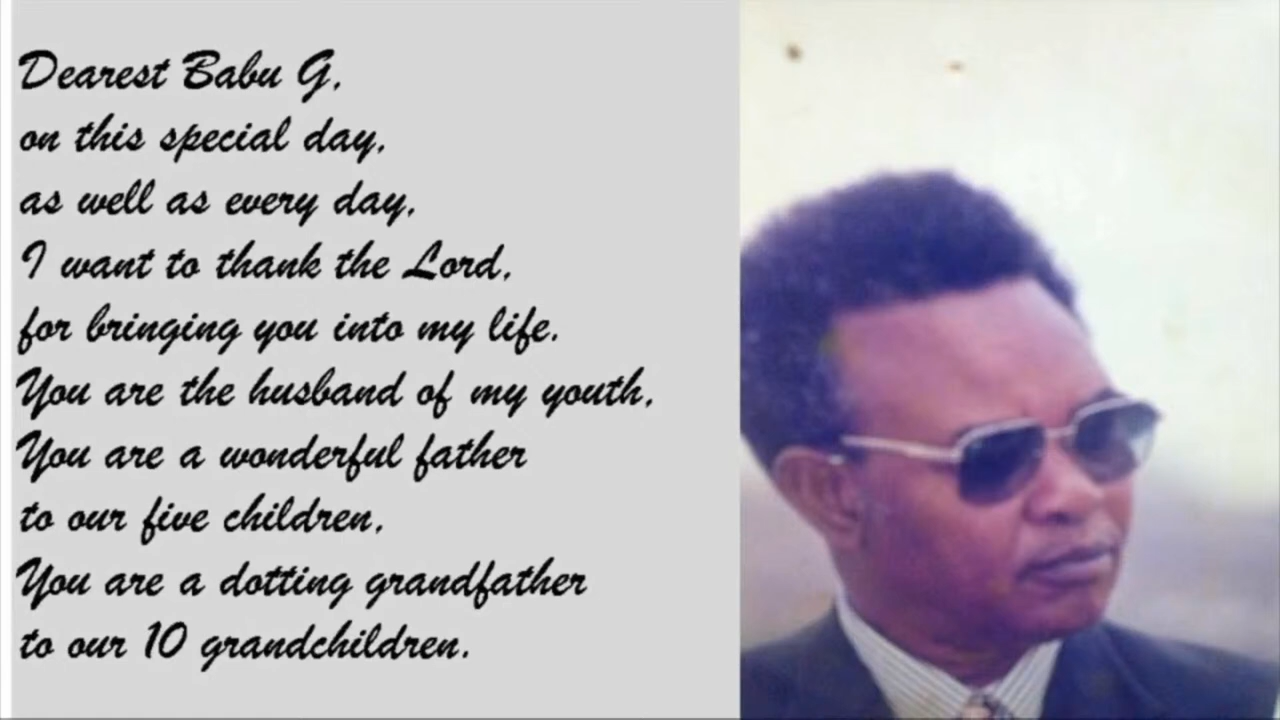 Dearest Babu G,
on this special day,
as well as every day,
I want to thank the Lord,
for bringing you into my life.
You are the husband of my youth,
You are a wonderful father
to our five children,
You are a dotting grandfather
to our 10 grandchildren.